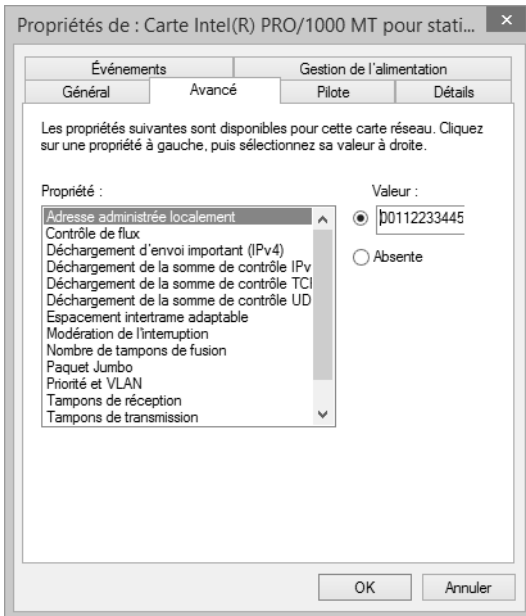 Propriétés de : Carte Intel(R) PRO/1000 MT pour stati...
Événements
Gestion de l'alimentation
Général
Avancé
Pilote
Détails
Les propriétés suivantes sont disponibles pour cette carte réseau. Cliquez
sur une propriété à gauche, puis sélectionnez sa valeur à droite.
Propriété :
Valeur :
Adresse administrée localement
00112233445
Contrôle de flux
Absente
Déchargement d'envoi important (IPv4)
Déchargement de la somme de contrôle IPv
Déchargement de la somme de contrôle TCI
Déchargement de la somme de contrôle UD
Espacement intertrame adaptable
Modération de l'interruption
Nombre de tampons de fusion
Paquet Jumbo
Priorité et VLAN
Tampons de réception
Tampons de transmission
OK
Annuler